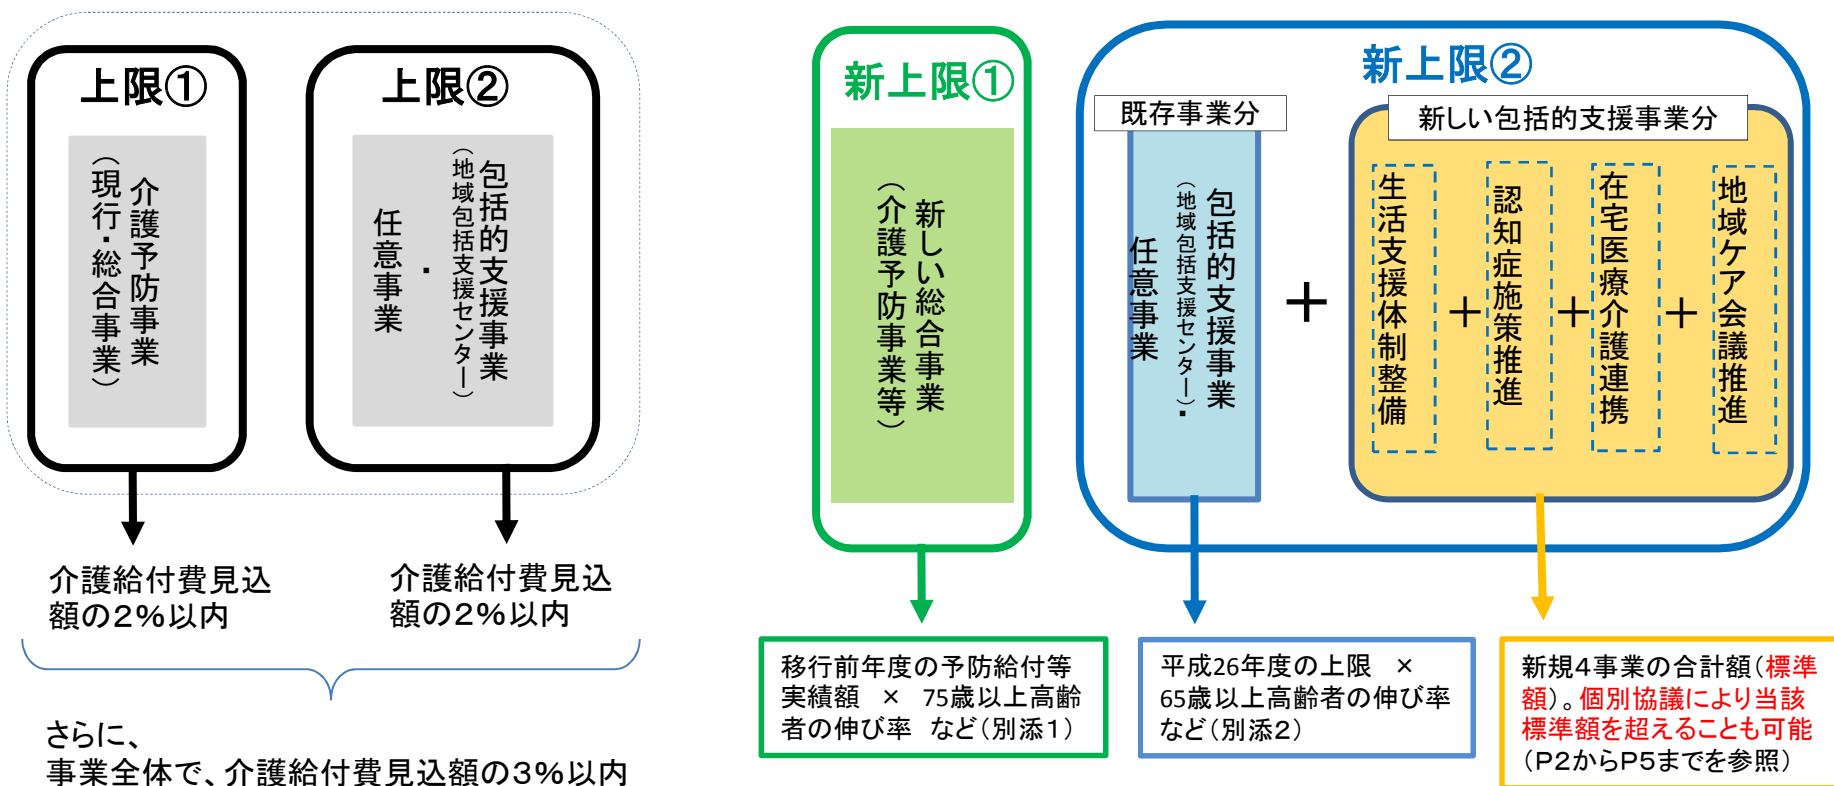 上限①
介護予防事業
（現行・総合事業）
上限②
包括的支援事業
（地域包括支援センター）
・
任意事業
介護給付費見込
額の2%以内
介護給付費見込
額の2%以内
さらに、
事業全体で、介護給付費見込額の3%以内
新上限①
新しい総合事業
（介護予防事業等）
新上限②
既存事業分
包括的支援事業
（地域包括支援センター）・
任意事業
＋
新しい包括的支援事業分
生活支援体制整備
＋
認知症施策推進
＋
在宅医療介護連携
＋
地域ケア会議推進
移行前年度の予防給付等
実績額 × 75歳以上高齢
者の伸び率 など（別添1）
平成26年度の上限 ×
65歳以上高齢者の伸び率
など（別添2）
新規4事業の合計額（標準
額）。個別協議により当該
標準額を超えることも可能
（P2からP5までを参照）